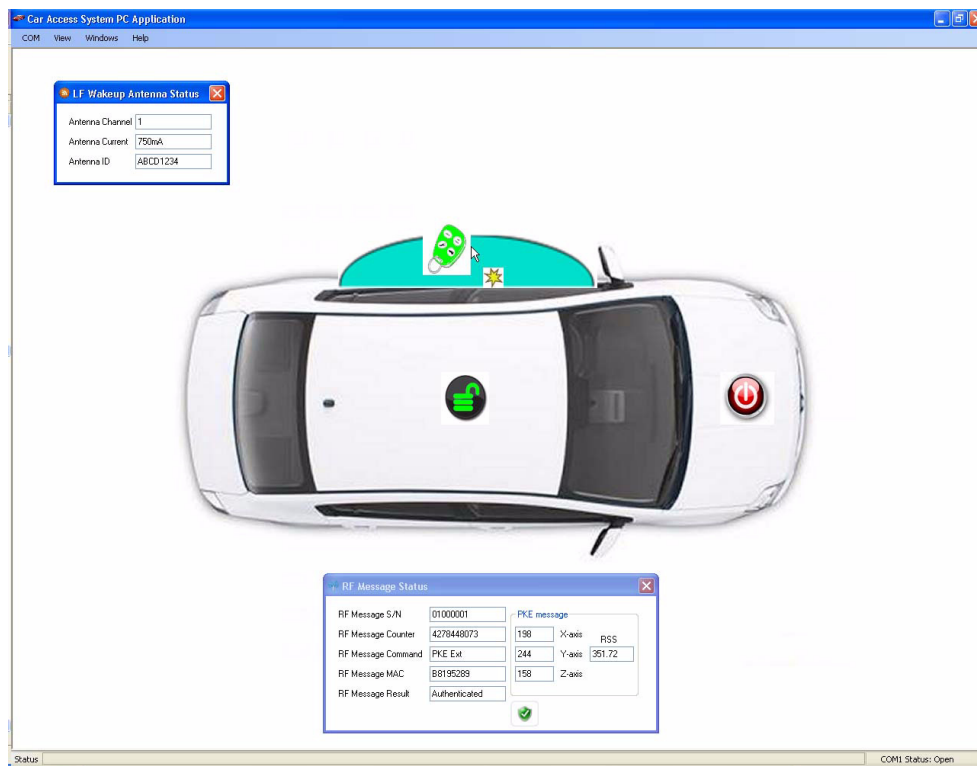 Car Access System PC Application
COM View Windows Help
LF Wakeup Antenna Status
Antenna Channel 1
Antenna Current 750mA
Antenna ID ABCD1234
RF Message Status
RF Message S/N 01000001
RF Message Counter 4278448073
RF Message Command PKE Ext
RF Message MAC B8195289
RF Message Result Authenticated
PKE message
198 X-axis
RSS
244 Y-axis 351.72
158 Z-axis
Status
COM1 Status: Open